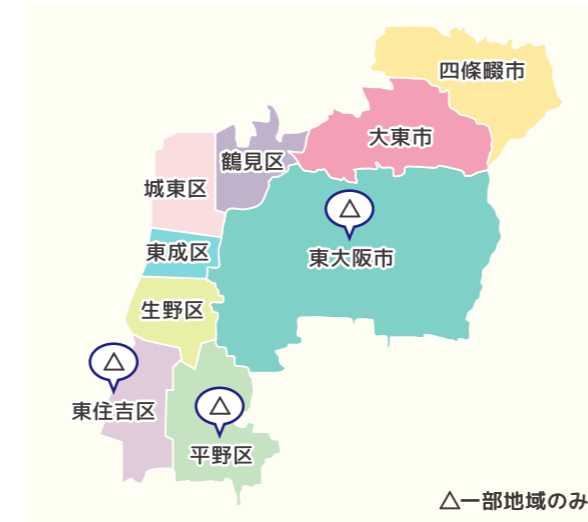 四條畷市
大東市
鶴見区
城東区
△
東成区
東大阪市
生野区
△
東住吉区
△
平野区
△一部地域のみ